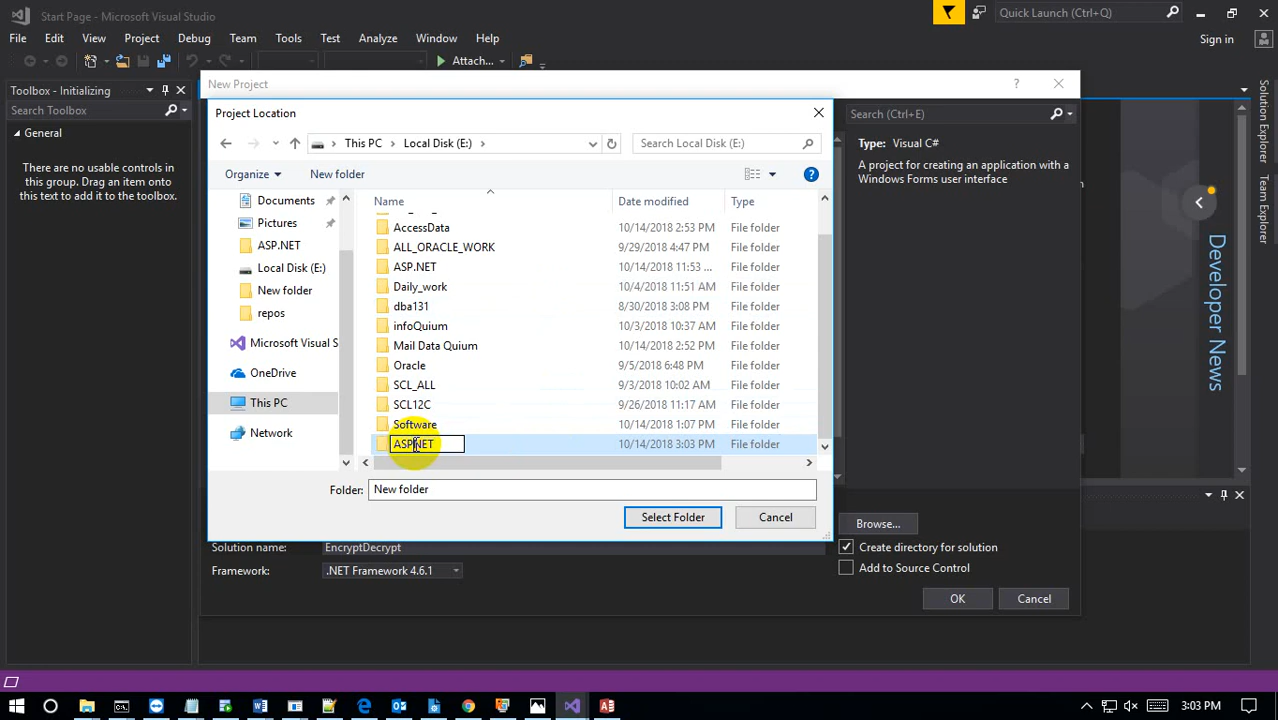 Start Page - Microsoft Visual Studio
Quick Launch (Ctrl+Q)
File Edit View Project Debug Team Tools Test Analyze Window Help
Sign in
Attach...
Toolbox - Initializing
Search Toolbox
General
There are no usable controls in
this group. Drag an item onto
this text to add it to the toolbox.
New Project
?
Project Location
This PC > Local Disk (E:) >
Search Local Disk (E:)
Organize
New folder
?
Documents
Pictures
ASP.NET
Local Disk (E:)
New folder
repos
Microsoft Visual S
OneDrive
This PC
Network
Name Date modified Type
AccessData 10/14/2018 2:53 PM File folder
ALL_ORACLE_WORK 9/29/2018 4:47 PM File folder
ASP.NET 10/14/2018 11:53 ... File folder
Daily_work 10/4/2018 11:51 AM File folder
dba131 8/30/2018 3:08 PM File folder
infoQuium 10/3/2018 10:37 AM File folder
Mail Data Quium 10/14/2018 2:52 PM File folder
Oracle 9/5/2018 6:48 PM File folder
SCL_ALL 9/3/2018 10:02 AM File folder
SCL12C 9/26/2018 11:17 AM File folder
Software 10/14/2018 1:07 PM File folder
10/14/2018 3:03 PM File folder
Folder: New folder
Select Folder Cancel
Search (Ctrl+E)
Type: Visual C#
A project for creating an application with a
Windows Forms user interface
Browse...
Solution name: EncryptDecrypt
Create directory for solution
Framework: .NET Framework 4.6.1
Add to Source Control
OK Cancel
Developer News
Solution Explorer
Team Explorer
3:03 PM